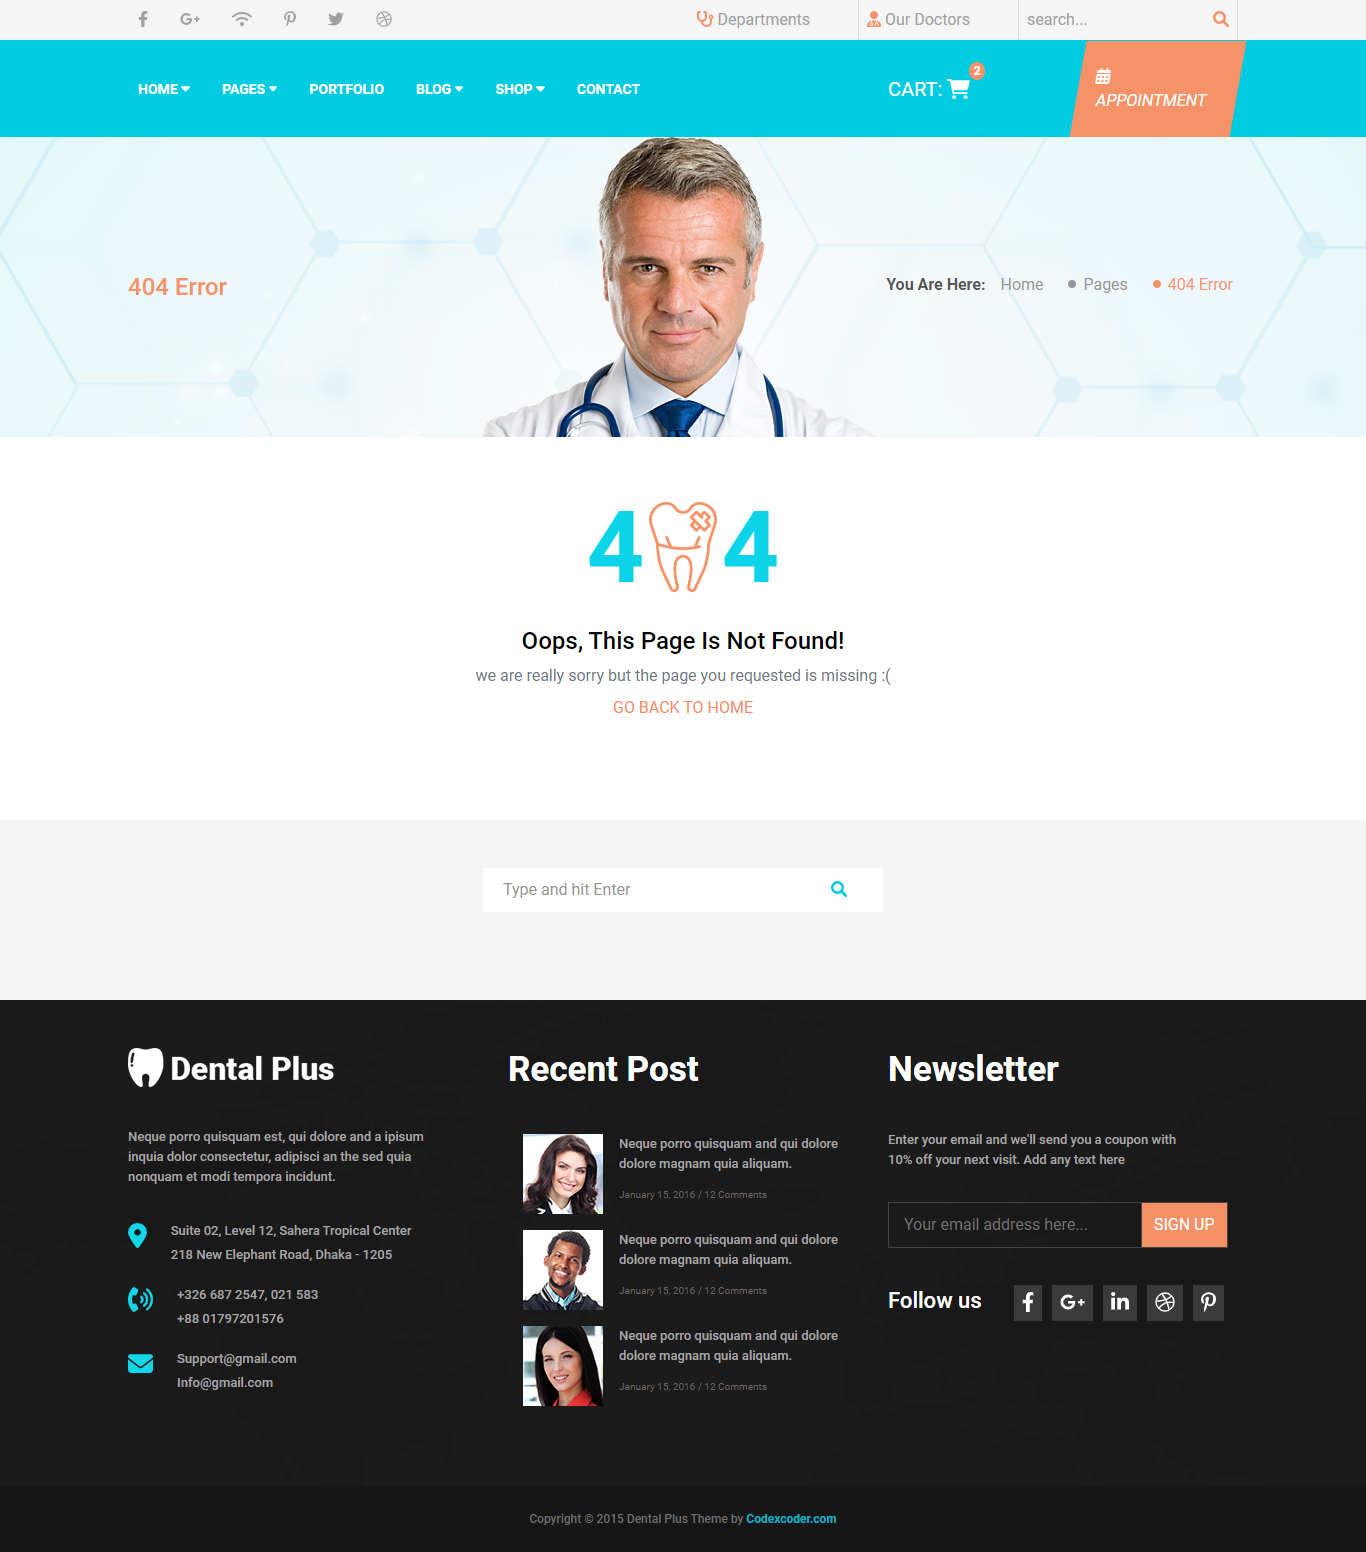 Departments
Our Doctors
search...
HOME
PAGES
PORTFOLIO
BLOG
SHOP
CONTACT
CART:
2
APPOINTMENT
404 Error
You Are Here: Home Pages 404 Error
4 4
Oops, This Page Is Not Found!
we are really sorry but the page you requested is missing :(
GO BACK TO HOME
Type and hit Enter
Dental Plus
Neque porro quisquam est, qui dolore and a ipisum
inquia dolor consectetur, adipisci an the sed quia
nonquam et modi tempora incidunt.
Suite 02, Level 12, Sahera Tropical Center
218 New Elephant Road, Dhaka - 1205
+326 687 2547, 021 583
+88 01797201576
Support@gmail.com
Info@gmail.com
Recent Post
Neque porro quisquam and qui dolore
dolore magnam quia aliquam.
January 15, 2016 / 12 Comments
Neque porro quisquam and qui dolore
dolore magnam quia aliquam.
January 15, 2016 / 12 Comments
Neque porro quisquam and qui dolore
dolore magnam quia aliquam.
January 15, 2016 / 12 Comments
Newsletter
Enter your email and we'll send you a coupon with
10% off your next visit. Add any text here
Your email address here...
SIGN UP
Follow us
Copyright © 2015 Dental Plus Theme by Codexcoder.com